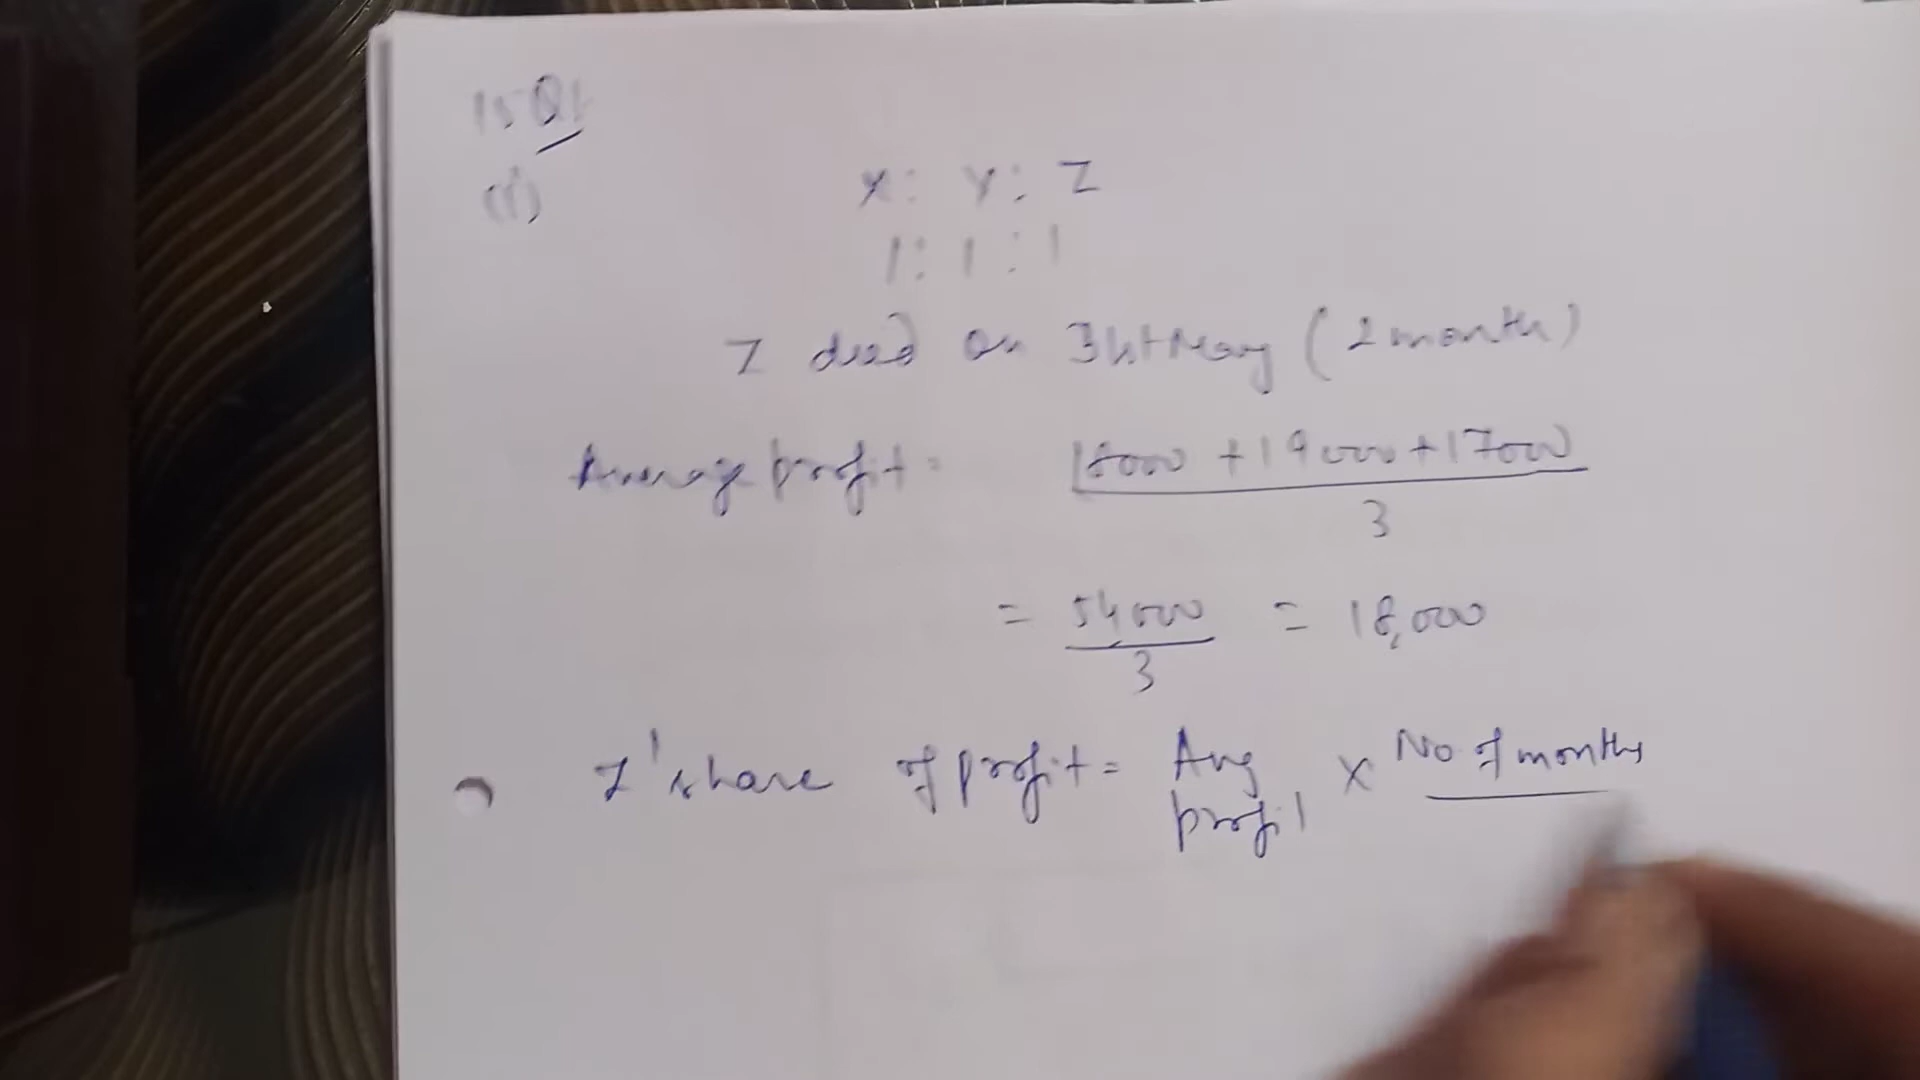 15Q1
(i)
X : Y : Z
1 : 1 : 1
Z died on 31st May (2 month)
Average profit = 18000 + 19000 + 17000
3
= 54000 = 18,000
3
Z's share of profit = Avg × No of months
profit